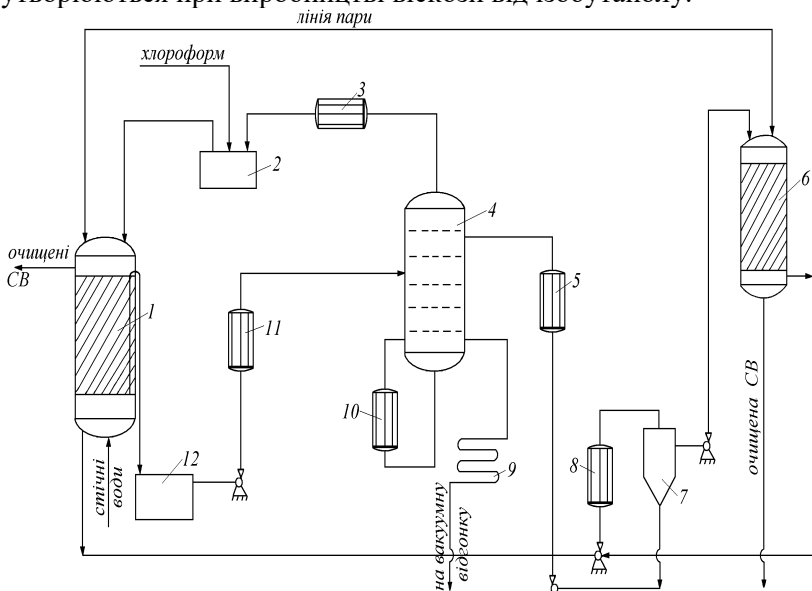 утворюються при виробництві віскози від ізобутанолу.
лінія пари
хлороформ
3
2
4
6
очищені
СВ
1
5
11
10
очищена СВ
12
9
8
7
стічні
води
на вакуумну
відгонку